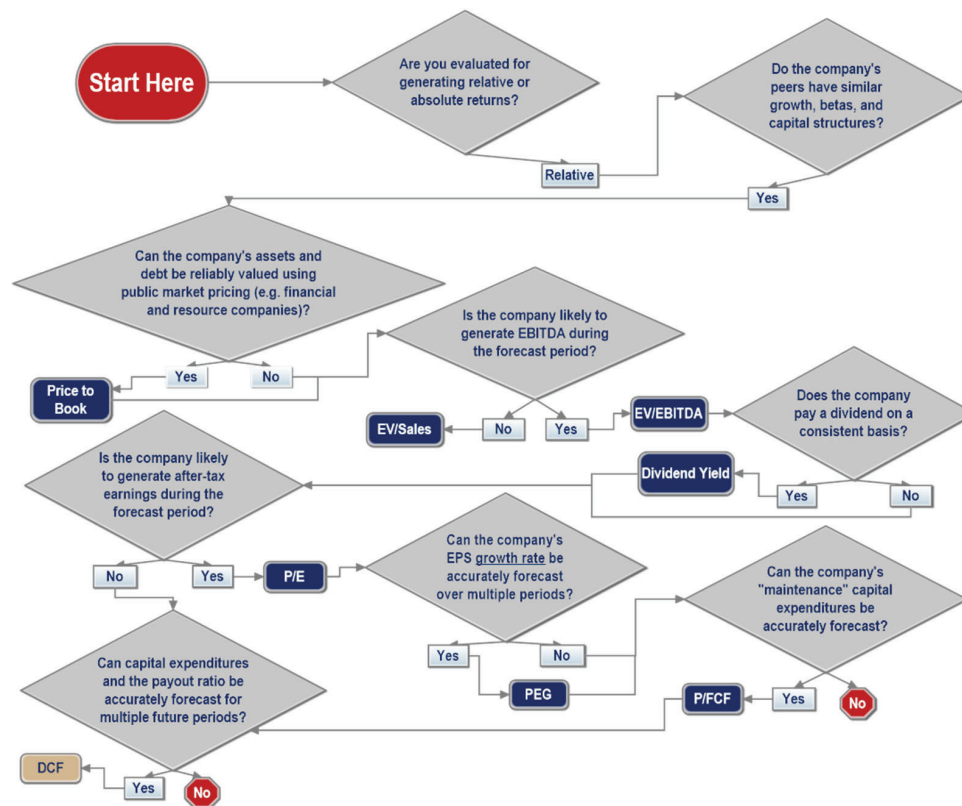 Start Here
Are you evaluated for
generating relative or
absolute returns?
Do the company's
peers have similar
growth, betas, and
capital structures?
Relative
Yes
Can the company's assets and
debt be reliably valued using
public market pricing (e.g. financial
and resource companies)?
Is the company likely to
generate EBITDA during
the forecast period?
Yes
No
Price to
Book
EV/Sales
No
Yes
EV/EBITDA
Does the company
pay a dividend on a
consistent basis?
Is the company likely
to generate after-tax
earnings during the
forecast period?
Dividend Yield
Yes
No
Can the company's
EPS growth rate be
accurately forecast
over multiple periods?
Can the company's
"maintenance" capital
expenditures be
accurately forecast?
No
Yes
P/E
Yes
No
PEG
P/FCF
Yes
No
Can capital expenditures
and the payout ratio be
accurately forecast for
multiple future periods?
DCF
Yes
No